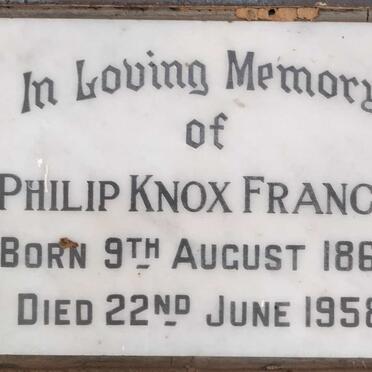 In Loving Memory
of
PHILIP KNOX FRANC
BORN 9TH AUGUST 186
DIED 22ND JUNE 1958